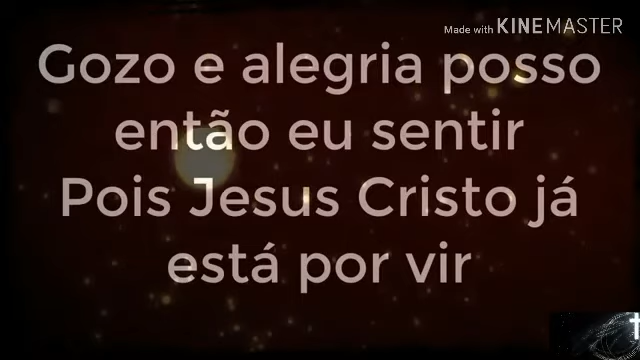 Made with KINEMASTER
Gozo e alegria posso
então eu sentir
Pois Jesus Cristo já
está por vir